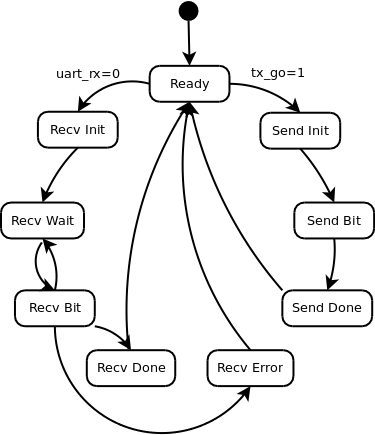 Ready
uart_rx=0
tx_go=1
Recv Init
Send Init
Recv Wait
Send Bit
Recv Bit
Send Done
Recv Done
Recv Error